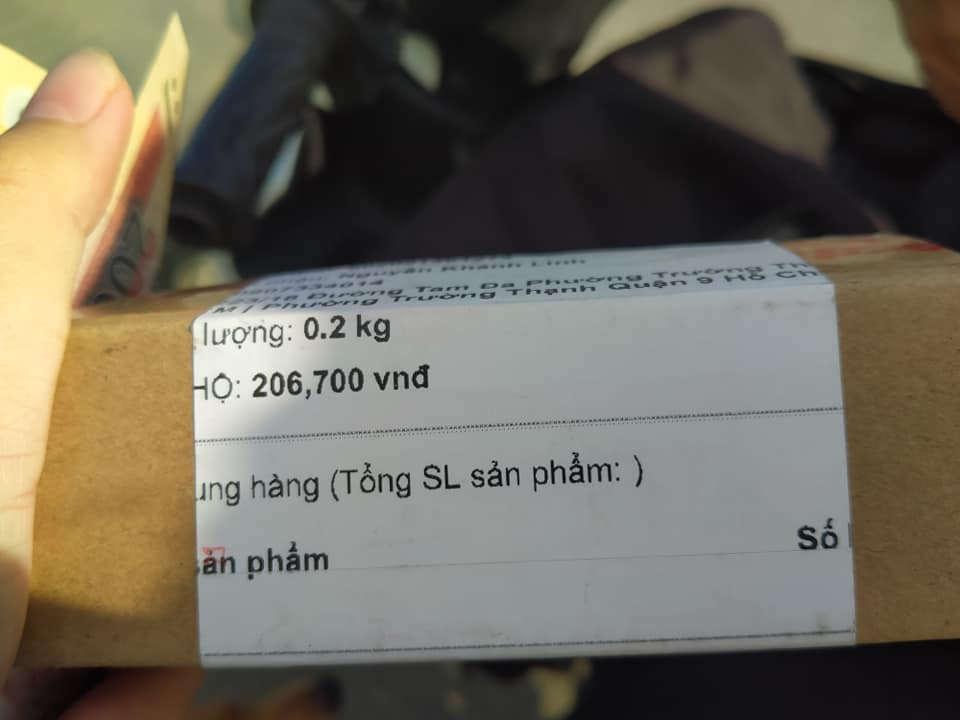 Nguyễn Khánh Linh
Đường Tam Đa Phường Trường Th
Phường Trường Thạnh Quận 9 Hồ Ch
lượng: 0.2 kg
HỘ: 206,700 vnđ
ung hàng (Tổng SL sản phẩm: )
sản phẩm
Số